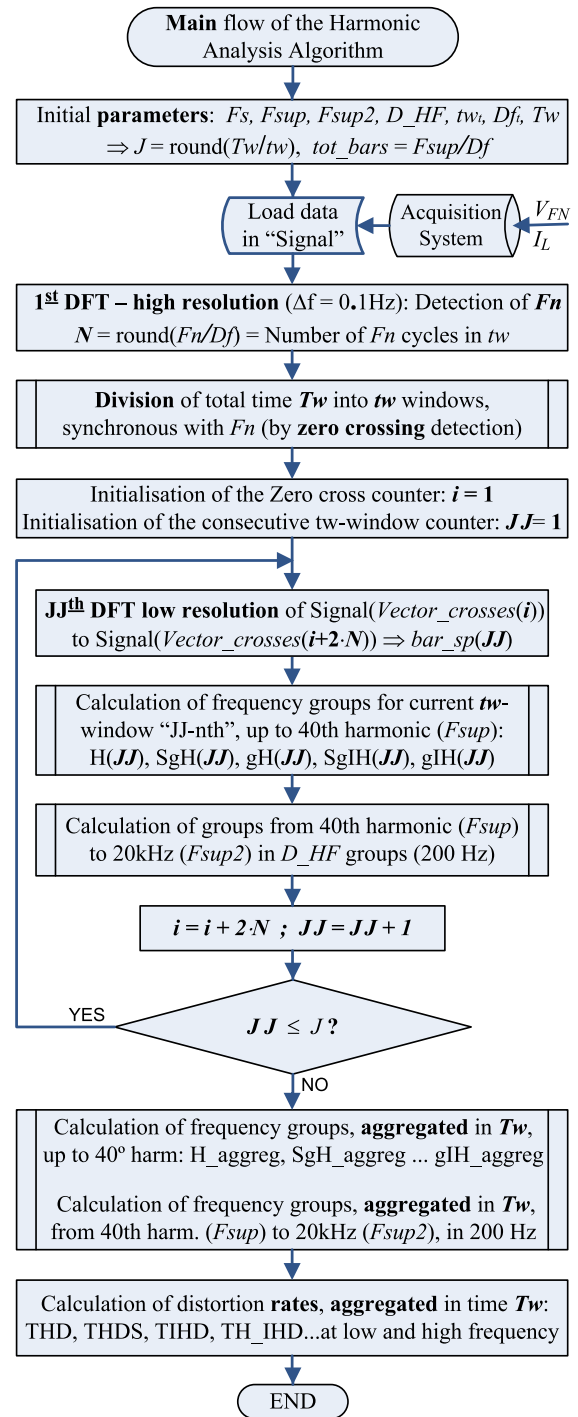 Main flow of the Harmonic
Analysis Algorithm
Initial parameters: Fs, Fsup, Fsup2, D_HF, twₜ, Dfₜ, Tw
⇒ J = round(Tw/tw), tot_bars = Fsup/Df
Load data
in “Signal”
Acquisition
System
V_FN
I_L
1st DFT – high resolution (Δf = 0.1Hz): Detection of Fn
N = round(Fn/Df) = Number of Fn cycles in tw
Division of total time Tw into tw windows,
synchronous with Fn (by zero crossing detection)
Initialisation of the Zero cross counter: i = 1
Initialisation of the consecutive tw-window counter: JJ= 1
JJth DFT low resolution of Signal(Vector_crosses(i))
to Signal(Vector_crosses(i+2·N)) ⇒ bar_sp(JJ)
Calculation of frequency groups for current tw-
window “JJ-nth”, up to 40th harmonic (Fsup):
H(JJ), SgH(JJ), gH(JJ), SgIH(JJ), gIH(JJ)
Calculation of groups from 40th harmonic (Fsup)
to 20kHz (Fsup2) in D_HF groups (200 Hz)
i = i + 2·N ; JJ = JJ + 1
YES
JJ ≤ J ?
NO
Calculation of frequency groups, aggregated in Tw,
up to 40º harm: H_aggreg, SgH_aggreg ... gIH_aggreg
Calculation of frequency groups, aggregated in Tw,
from 40th harm. (Fsup) to 20kHz (Fsup2), in 200 Hz
Calculation of distortion rates, aggregated in time Tw:
THD, THDS, TIHD, TH_IHD...at low and high frequency
END